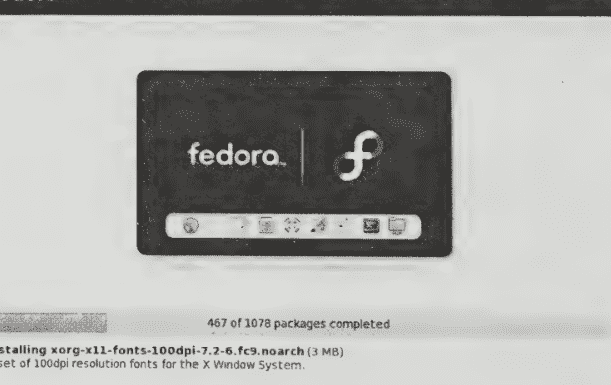 fedora
467 of 1078 packages completed
stalling xorg-x11-fonts-100dpi-7.2-6.fc9.noarch (3 MB)
set of 100dpi resolution fonts for the X Window System.